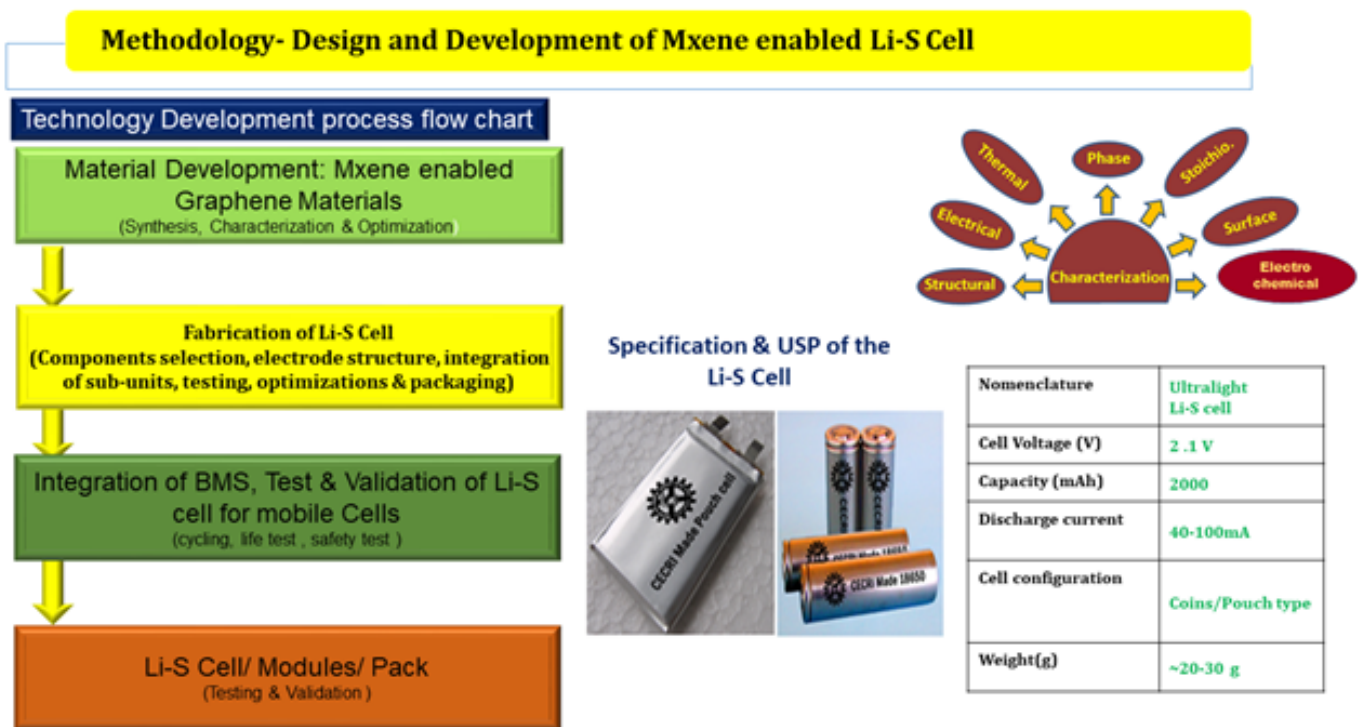 Methodology- Design and Development of Mxene enabled Li-S Cell
Technology Development process flow chart
Material Development: Mxene enabled
Graphene Materials
(Synthesis, Characterization & Optimization)
Fabrication of Li-S Cell
(Components selection, electrode structure, integration
of sub-units, testing, optimizations & packaging)
Integration of BMS, Test & Validation of Li-S
cell for mobile Cells
(cycling, life test , safety test )
Li-S Cell/ Modules/ Pack
(Testing & Validation )
Structural
Electrical
Thermal
Phase
Stoichio.
Surface
Electro
chemical
Characterization
Specification & USP of the
Li-S Cell
CECRI Made Pouch cell
CECRI Made 18650
CECRI Made 18650
Nomenclature
Ultralight
Li-S cell
Cell Voltage (V)
2 .1 V
Capacity (mAh)
2000
Discharge current
40-100mA
Cell configuration
Coins/Pouch type
Weight(g)
~20-30 g